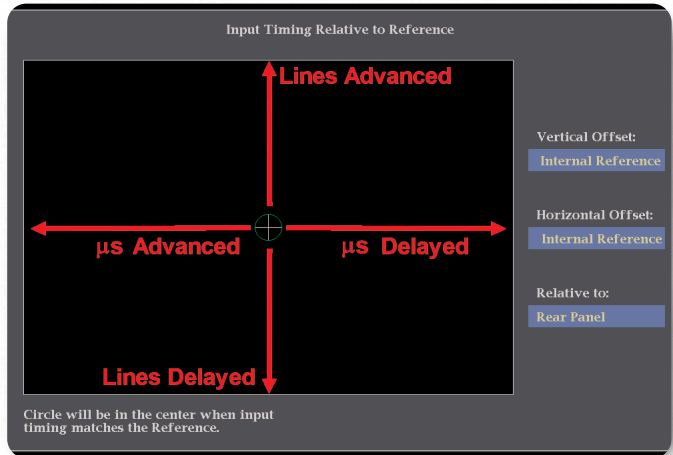 Input Timing Relative to Reference
Lines Advanced
Vertical Offset:
Internal Reference
Horizontal Offset:
Internal Reference
µs Advanced
µs Delayed
Relative to:
Rear Panel
Lines Delayed
Circle will be in the center when input
timing matches the Reference.